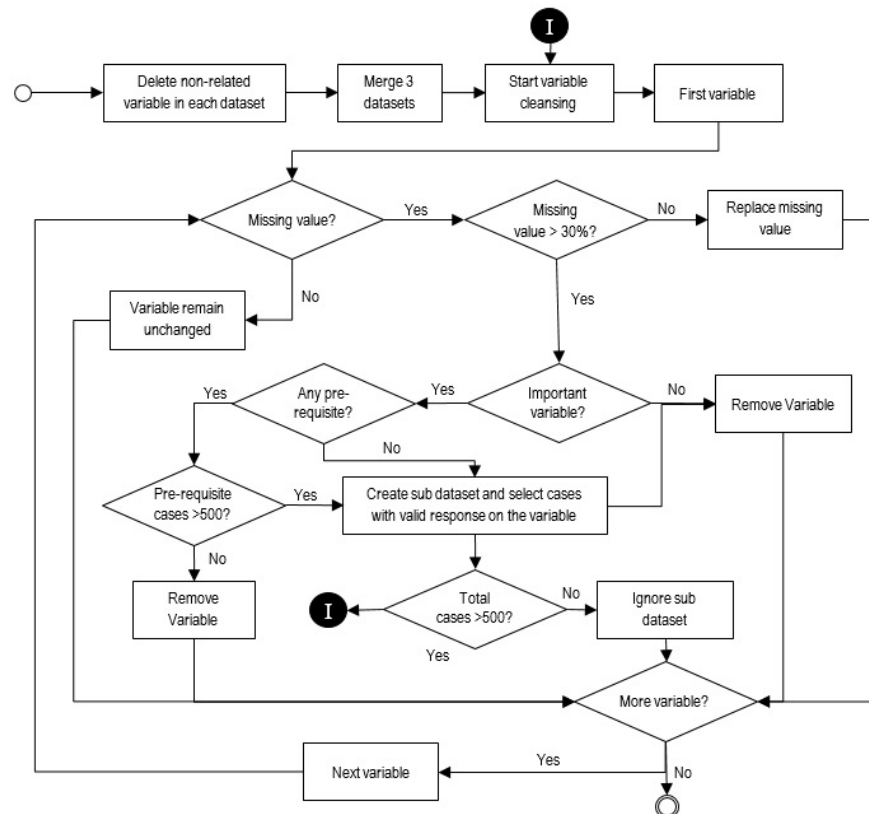 I
Delete non-related
variable in each dataset
Merge 3
datasets
Start variable
cleansing
First variable
Missing value?
Yes
Missing
value > 30%?
No
Replace missing
value
No
Variable remain
unchanged
Yes
Yes
Any pre-
requisite?
Yes
Important
variable?
No
Remove Variable
No
Pre-requisite
cases >500?
Yes
Create sub dataset and select cases
with valid response on the variable
No
Remove
Variable
I
Total
cases >500?
No
Ignore sub
dataset
Yes
More variable?
Next variable
Yes
No